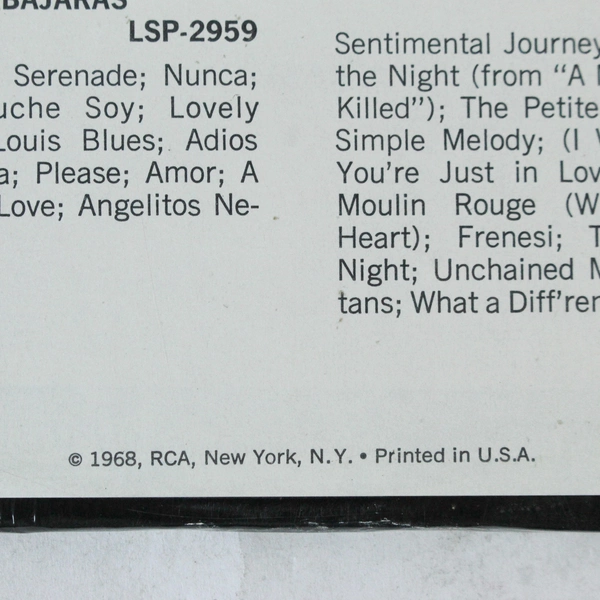 BAJARAS
LSP-2959
Serenade; Nunca;
uche Soy; Lovely
Louis Blues; Adios
a; Please; Amor; A
Love; Angelitos Ne-
Sentimental Journey
the Night (from “A
Killed”); The Petite
Simple Melody; (I
You’re Just in Lov
Moulin Rouge (W
Heart); Frenesi; T
Night; Unchained M
tans; What a Diff’ren
© 1968, RCA, New York, N.Y. • Printed in U.S.A.